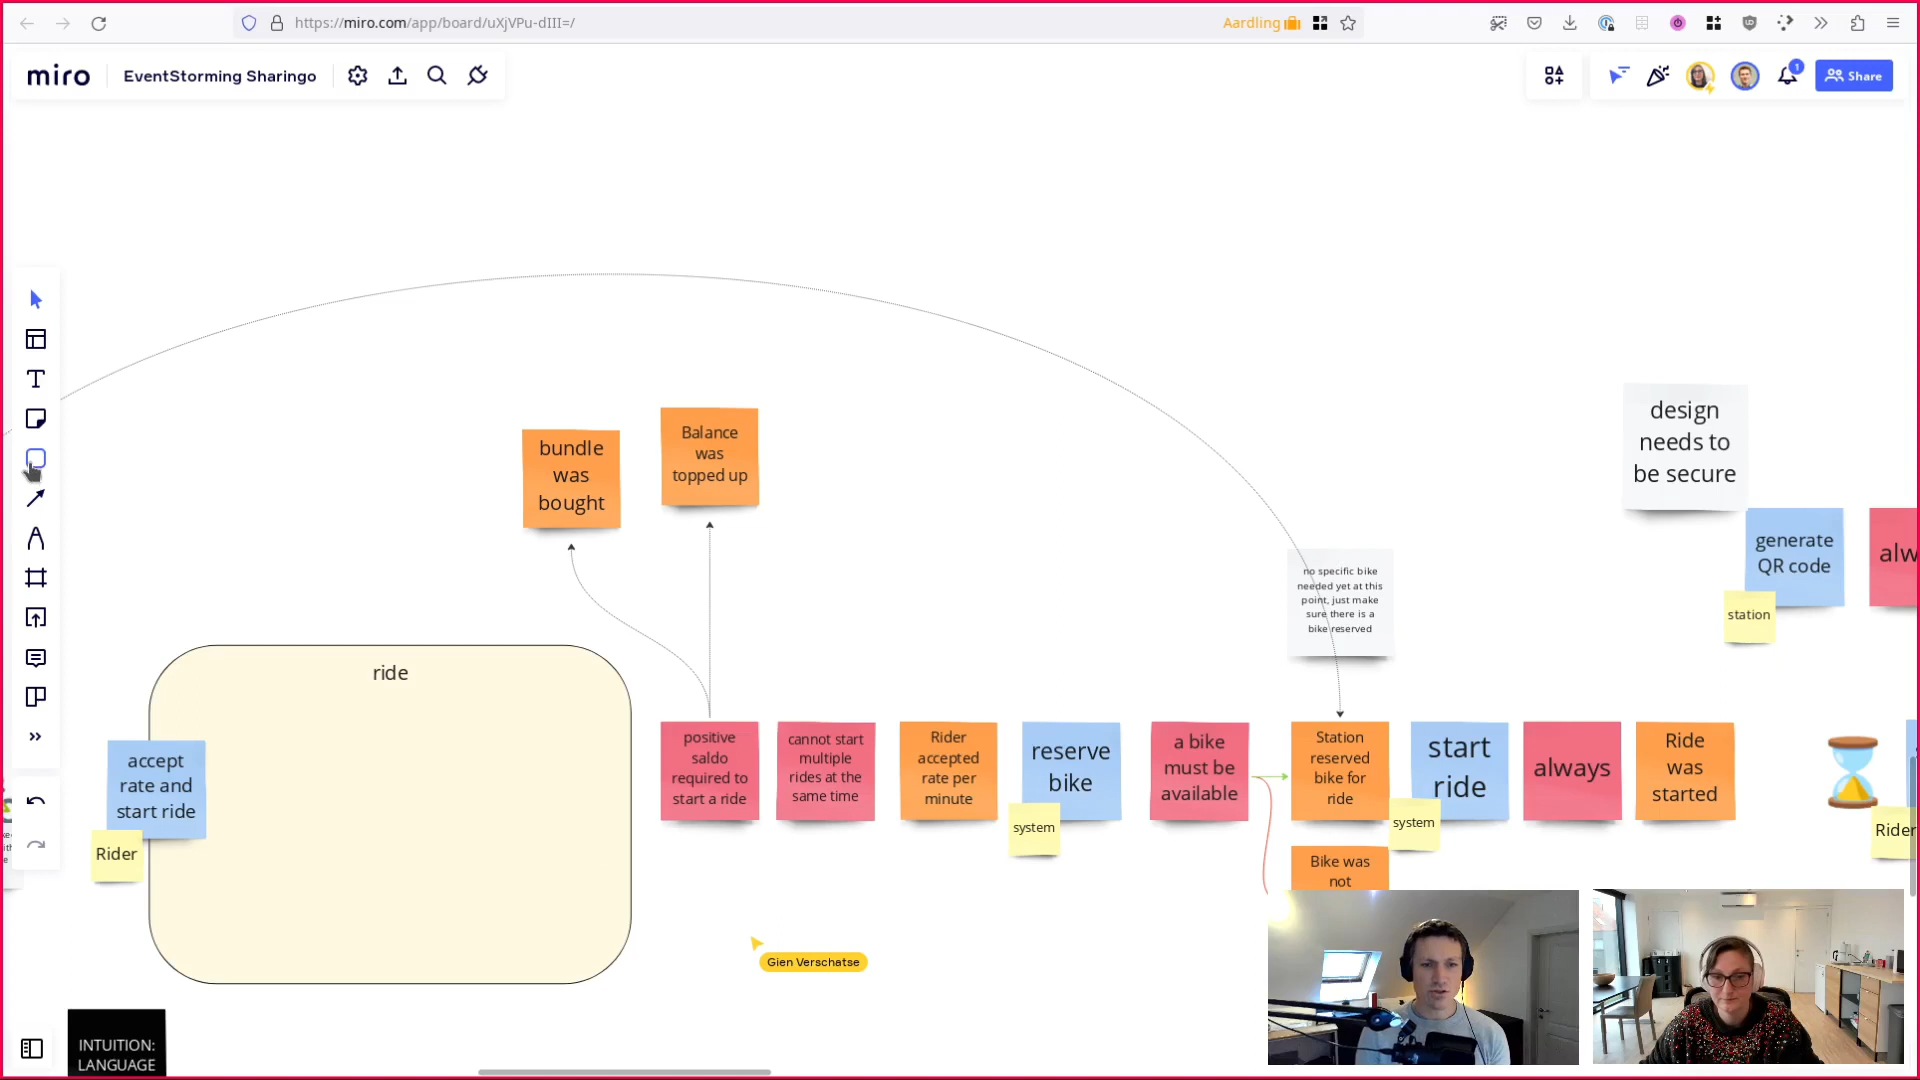 https://miro.com/app/board/uXjVPu-dIII=/
Aardling
miro
EventStorming Sharingo
1
Share
design
needs to
be secure
bundle
was
bought
Balance
was
topped up
generate
QR code
alw
station
no specific bike
needed yet at this
point, just make
sure there is a
bike reserved
ride
accept
rate and
start ride
Rider
positive
saldo
required to
start a ride
cannot start
multiple
rides at the
same time
Rider
accepted
rate per
minute
reserve
bike
system
a bike
must be
available
Station
reserved
bike for
ride
start
ride
system
always
Ride
was
started
Rider
Bike was
not
Gien Verschatse
INTUITION:
LANGUAGE